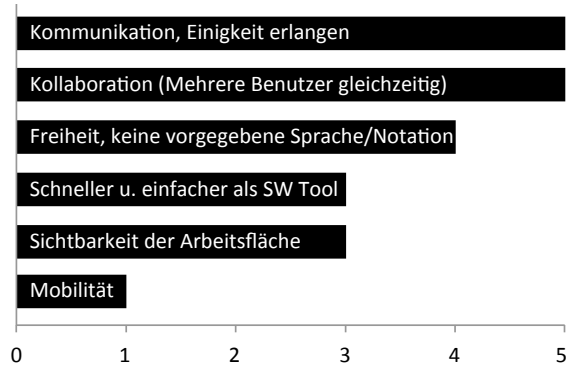 Kommunikation, Einigkeit erlangen
Kollaboration (Mehrere Benutzer gleichzeitig)
Freiheit, keine vorgegebene Sprache/Notation
Schneller u. einfacher als SW Tool
Sichtbarkeit der Arbeitsfläche
Mobilität
0 1 2 3 4 5